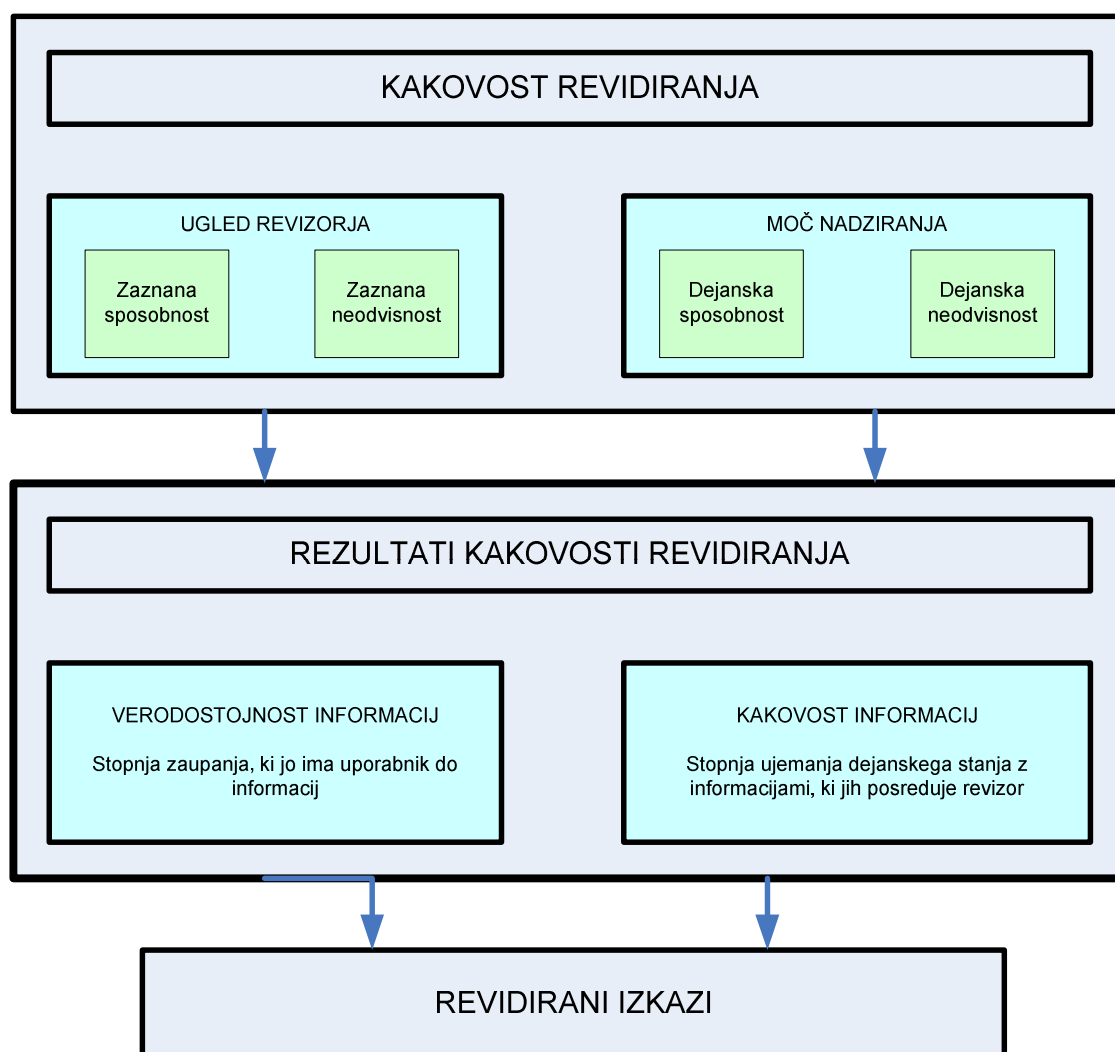 KAKOVOST REVIDIRANJA
UGLED REVIZORJA
Zaznana
sposobnost
Zaznana
neodvisnost
MOČ NADZIRANJA
Dejanska
sposobnost
Dejanska
neodvisnost
REZULTATI KAKOVOSTI REVIDIRANJA
VERODOSTOJNOST INFORMACIJ
Stopnja zaupanja, ki jo ima uporabnik do
informacij
KAKOVOST INFORMACIJ
Stopnja ujemanja dejanskega stanja z
informacijami, ki jih posreduje revizor
REVIDIRANI IZKAZI